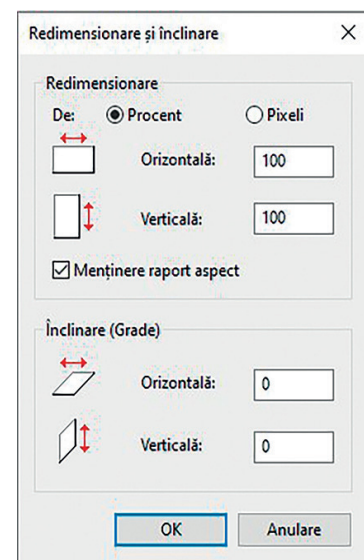 Redimensionare și înclinare
Redimensionare
De: Procent Pixeli
Orizontală: 100
Verticală: 100
Menținere raport aspect
Înclinare (Grade)
Orizontală: 0
Verticală: 0
OK Anulare